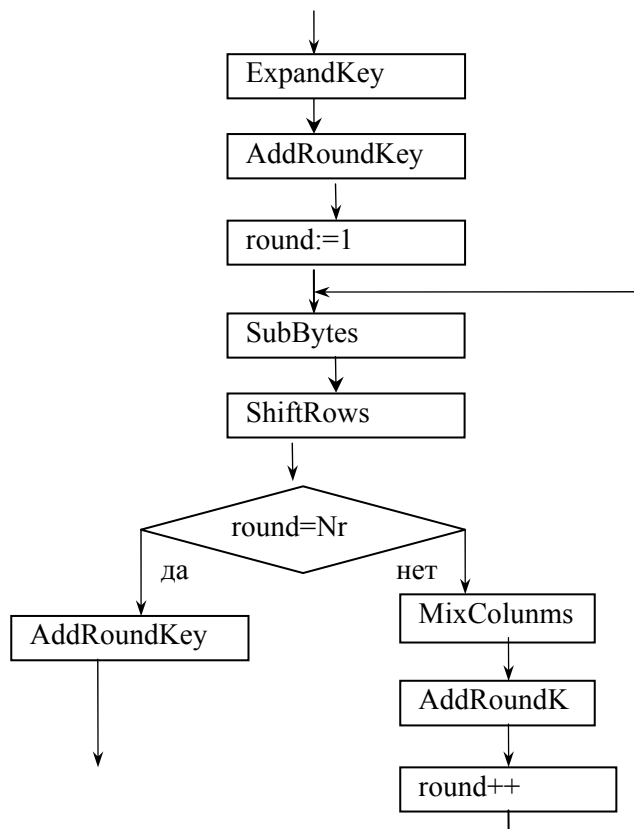 ExpandKey
AddRoundKey
round:=1
SubBytes
ShiftRows
round=Nr
да
нет
AddRoundKey
MixColunms
AddRoundK
round++